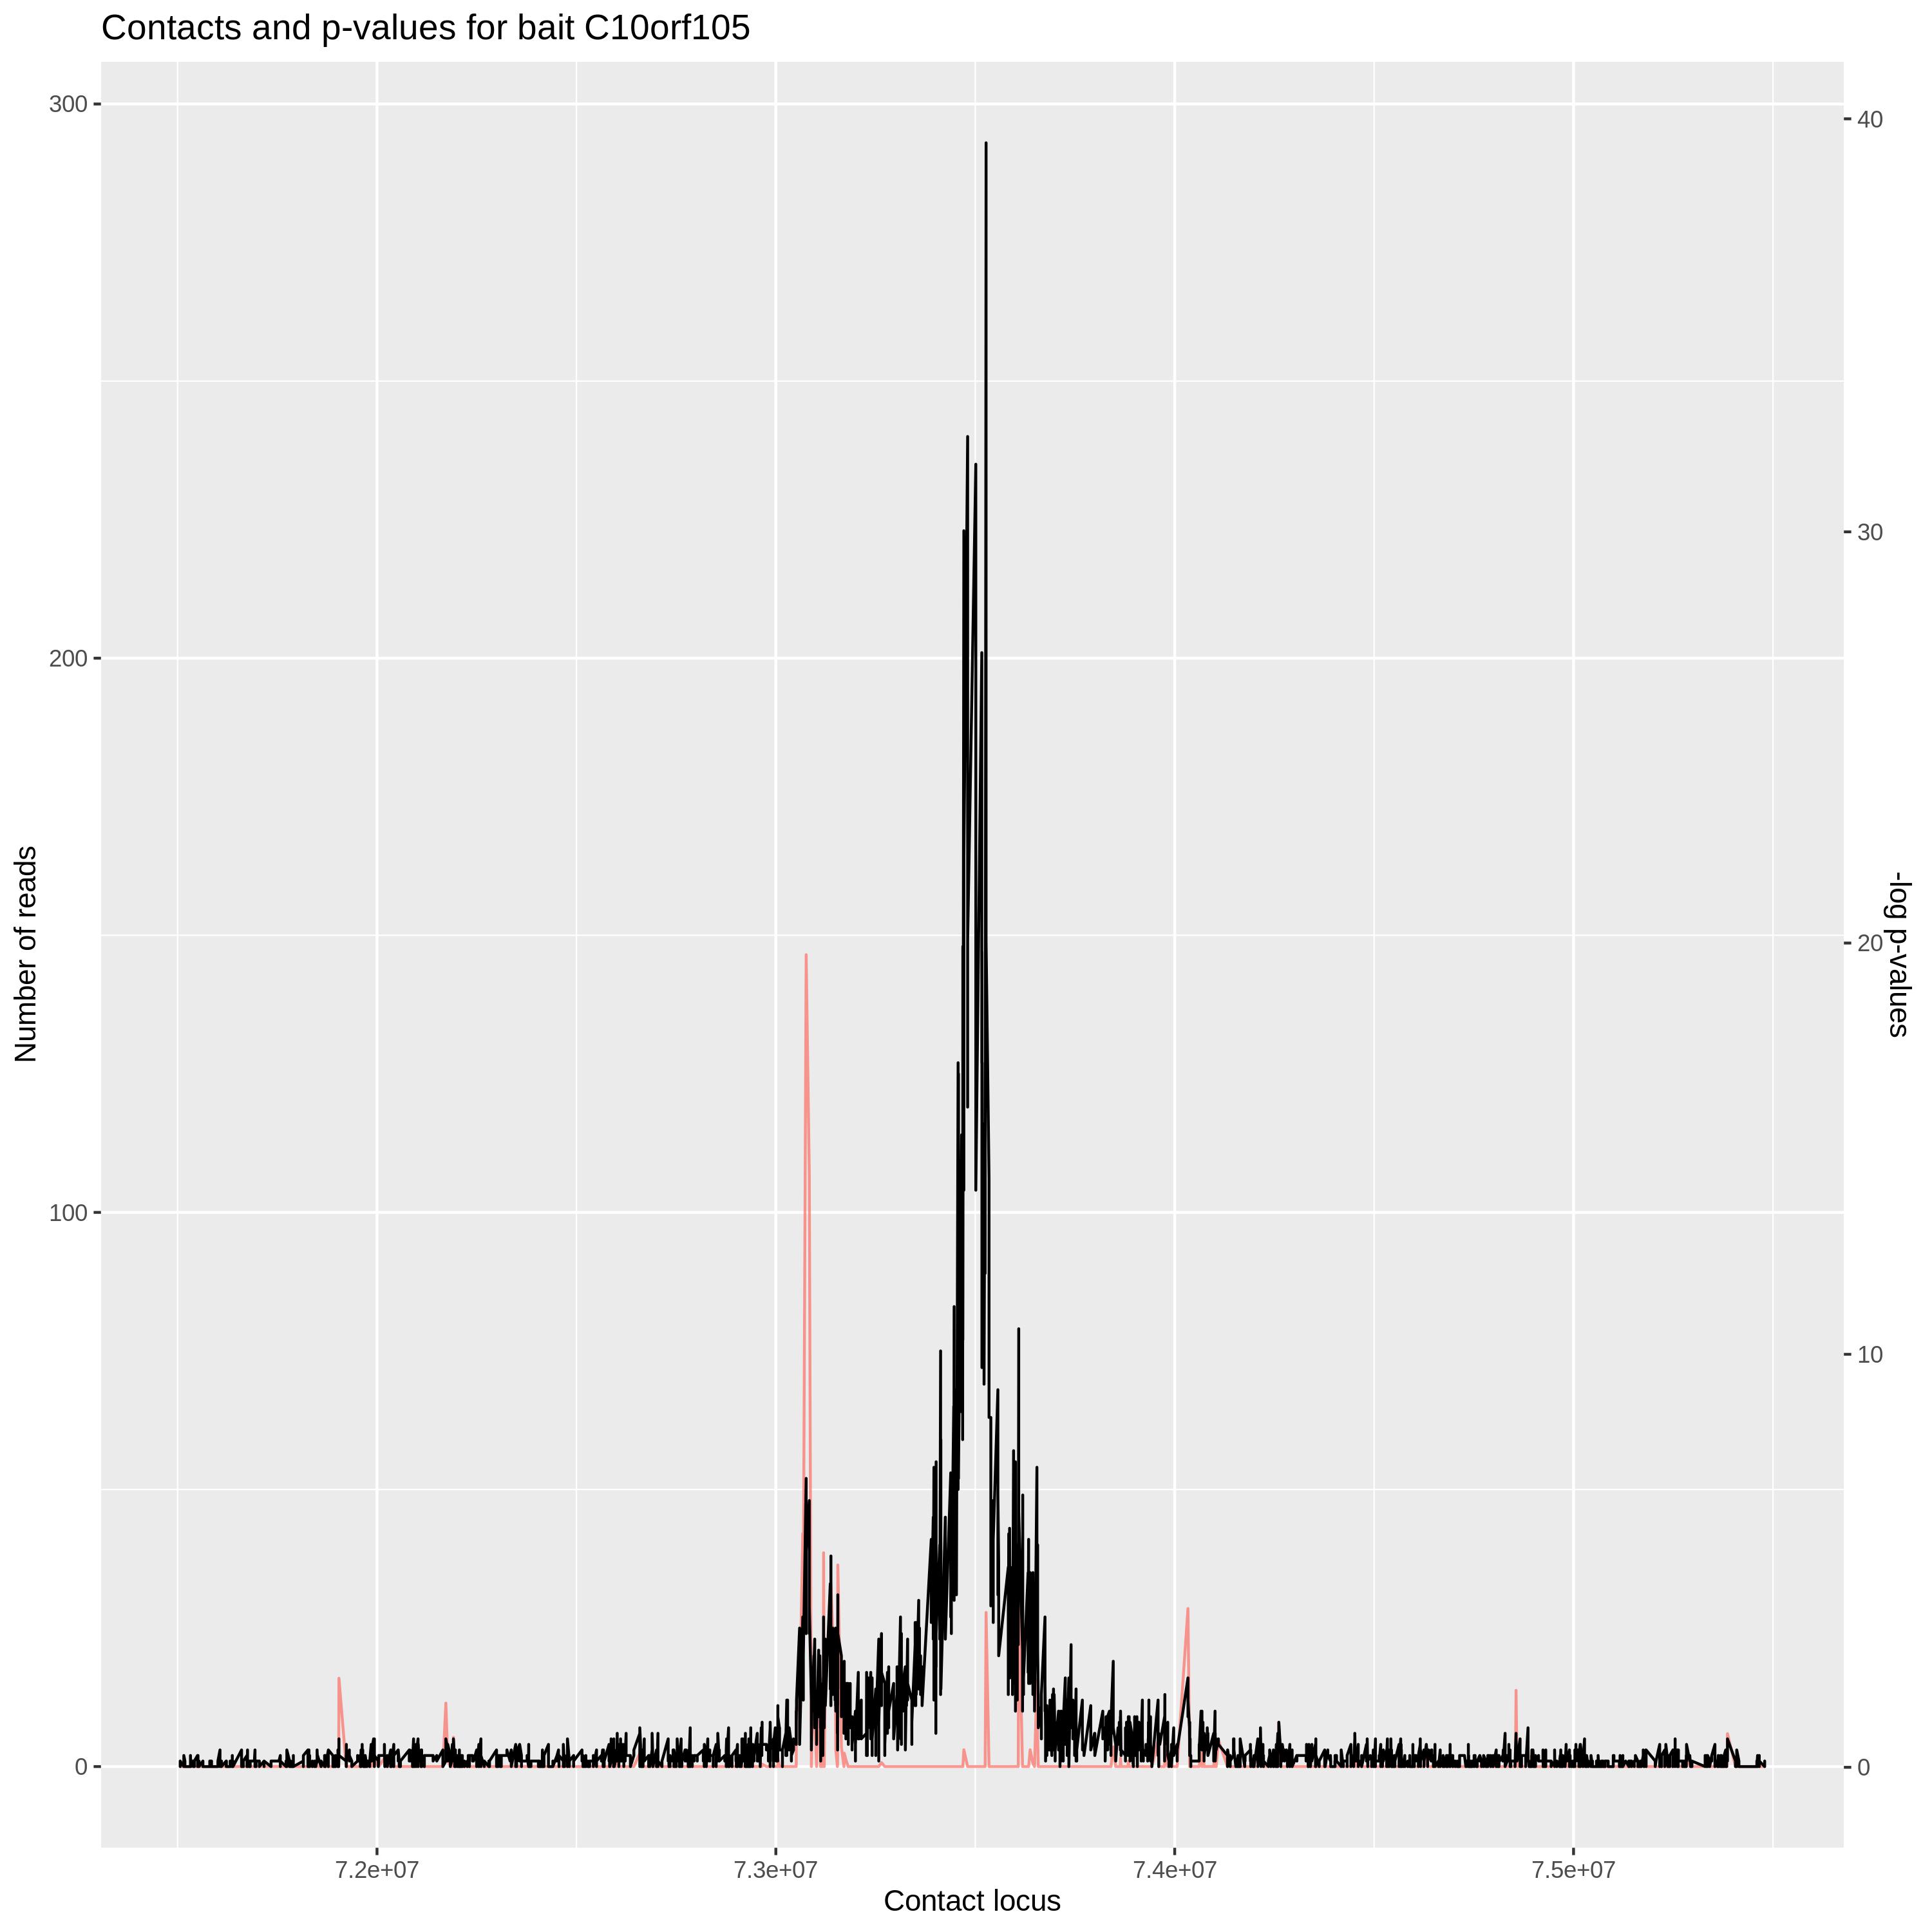 Contacts and p-values for bait C10orf105
300
200
100
0
Number of reads
40
30
20
10
0
-log p-values
7.2e+07
7.3e+07
7.4e+07
7.5e+07
Contact locus